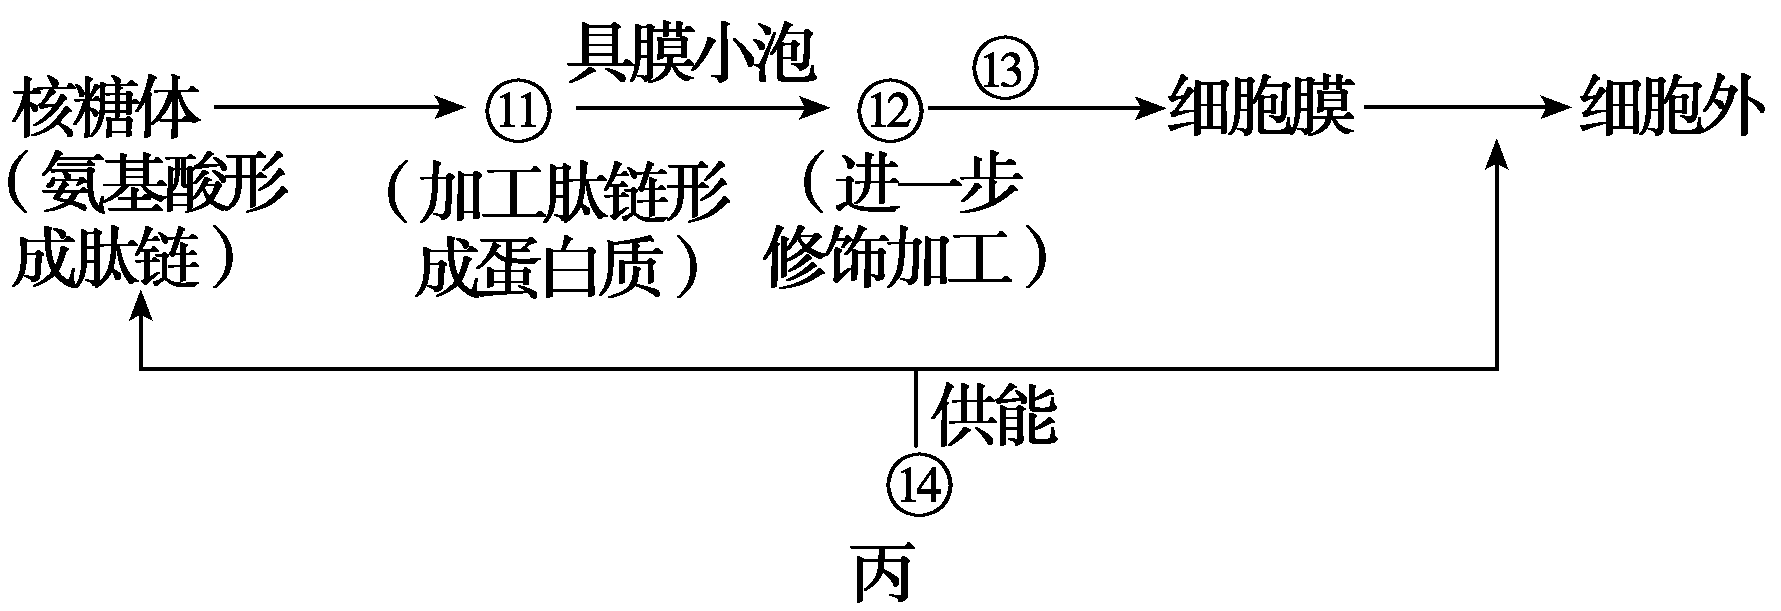 具膜小泡
核糖体 ⑪ ⑫ ⑬ 细胞膜 细胞外
(氨基酸形 (加工肽链形 (进一步
成肽链) 成蛋白质) 修饰加工)
供能
⑭
丙